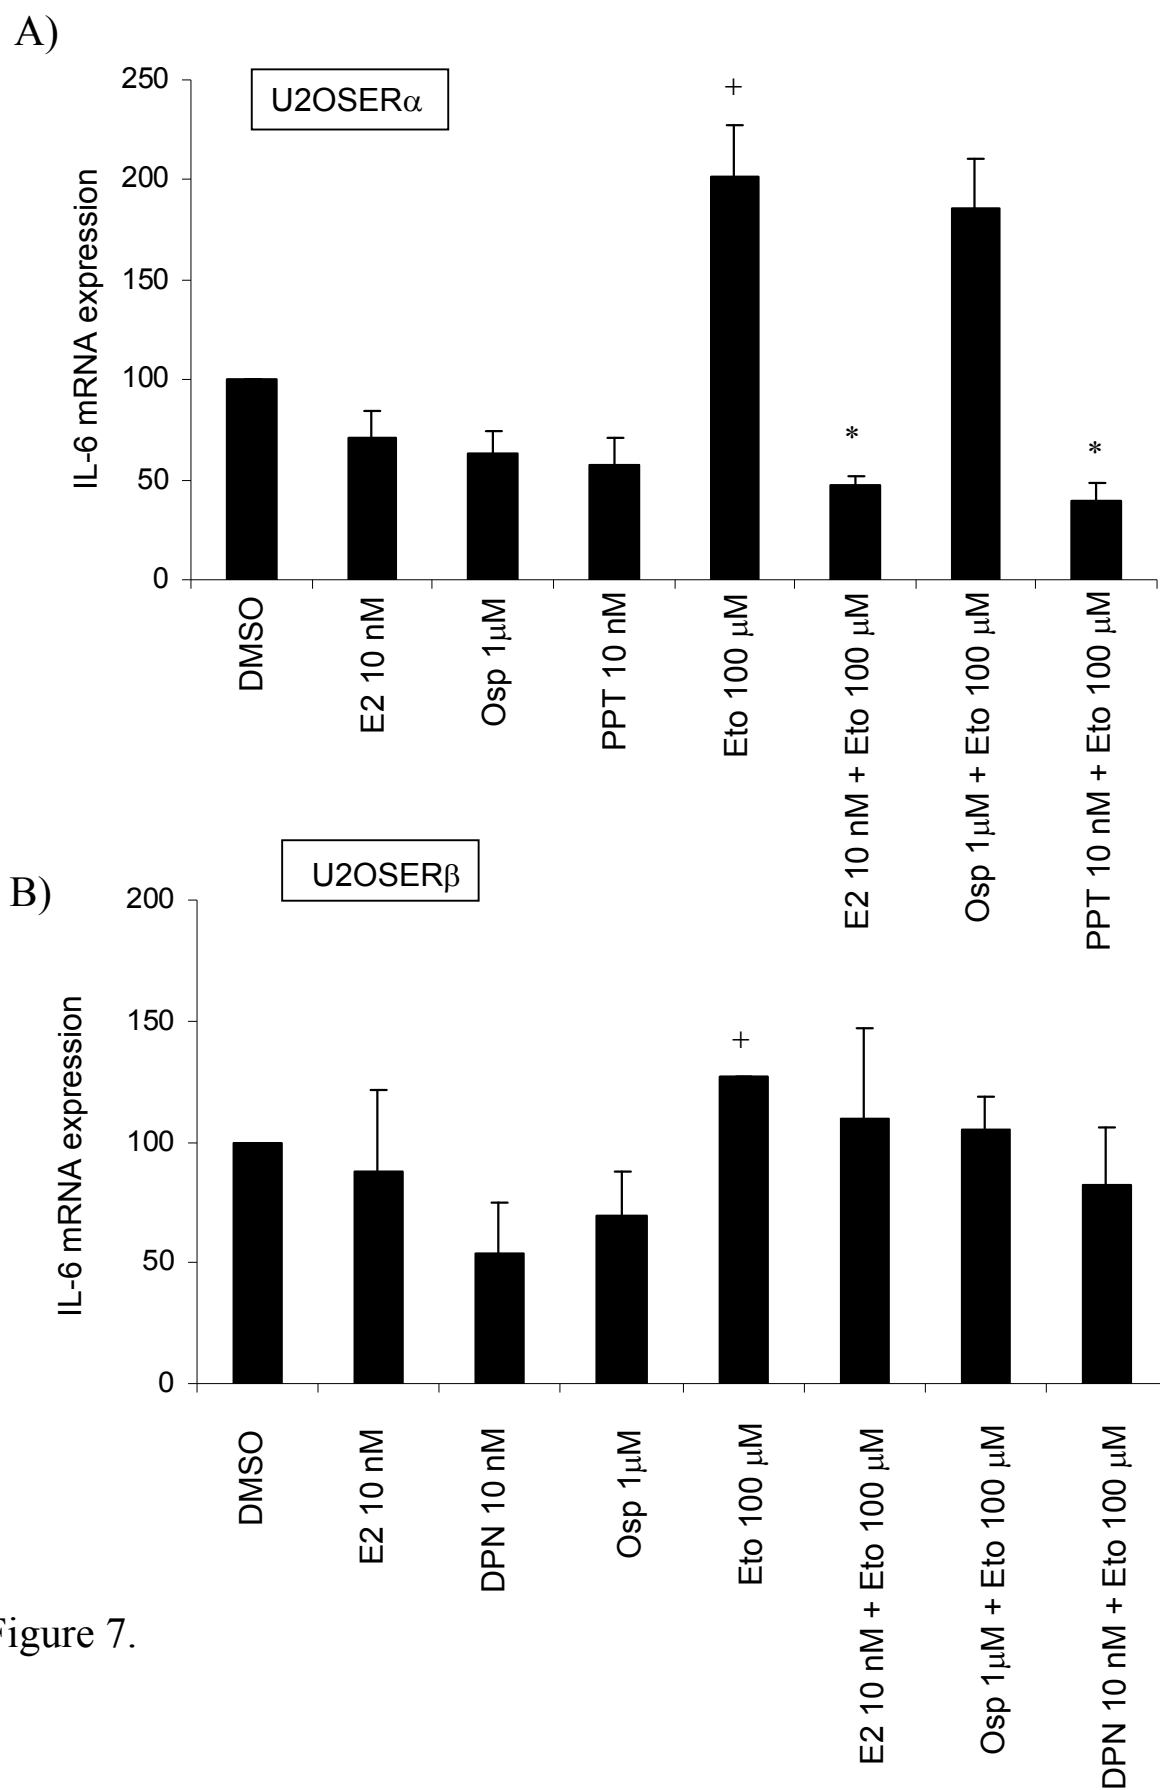 A)
U2OSERα
IL-6 mRNA expression
250
200
150
100
50
0
+
*
*
DMSO
E2 10 nM
Osp 1µM
PPT 10 nM
Eto 100 µM
E2 10 nM + Eto 100 µM
Osp 1µM + Eto 100 µM
PPT 10 nM + Eto 100 µM
B)
U2OSERβ
IL-6 mRNA expression
200
150
100
50
0
+
DMSO
E2 10 nM
DPN 10 nM
Osp 1µM
Eto 100 µM
E2 10 nM + Eto 100 µM
Osp 1µM + Eto 100 µM
DPN 10 nM + Eto 100 µM
Figure 7.